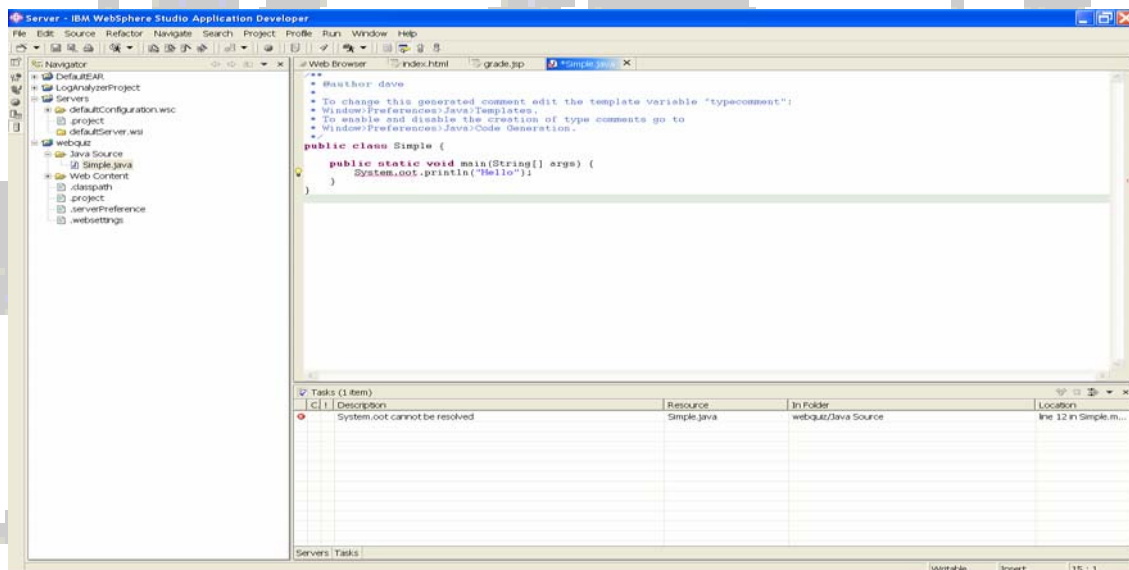 Server - IBM WebSphere Studio Application Developer
File Edit Source Refactor Navigate Search Project Profile Run Window Help
Navigator
DefaultEAR
LogAnalyzerProject
Servers
defaultConfiguration.wsc
.project
defaultServer.wsi
webquiz
Java Source
Simple.java
Web Content
.classpath
.project
.serverPreference
.websettings
Web Browser index.html grade.jsp *Simple.java
/**
* @author dave
*
* To change this generated comment edit the template variable "typecomment":
* Window>Preferences>Java>Templates.
* To enable and disable the creation of type comments go to
* Window>Preferences>Java>Code Generation.
*/
public class Simple {
public static void main(String[] args) {
System.oot.println("Hello");
}
}
Tasks (1 item)
C ! Description Resource In Folder Location
System.oot cannot be resolved Simple.java webquiz/Java Source line 12 in Simple.m...
Servers Tasks
Writable Insert 15 : 1